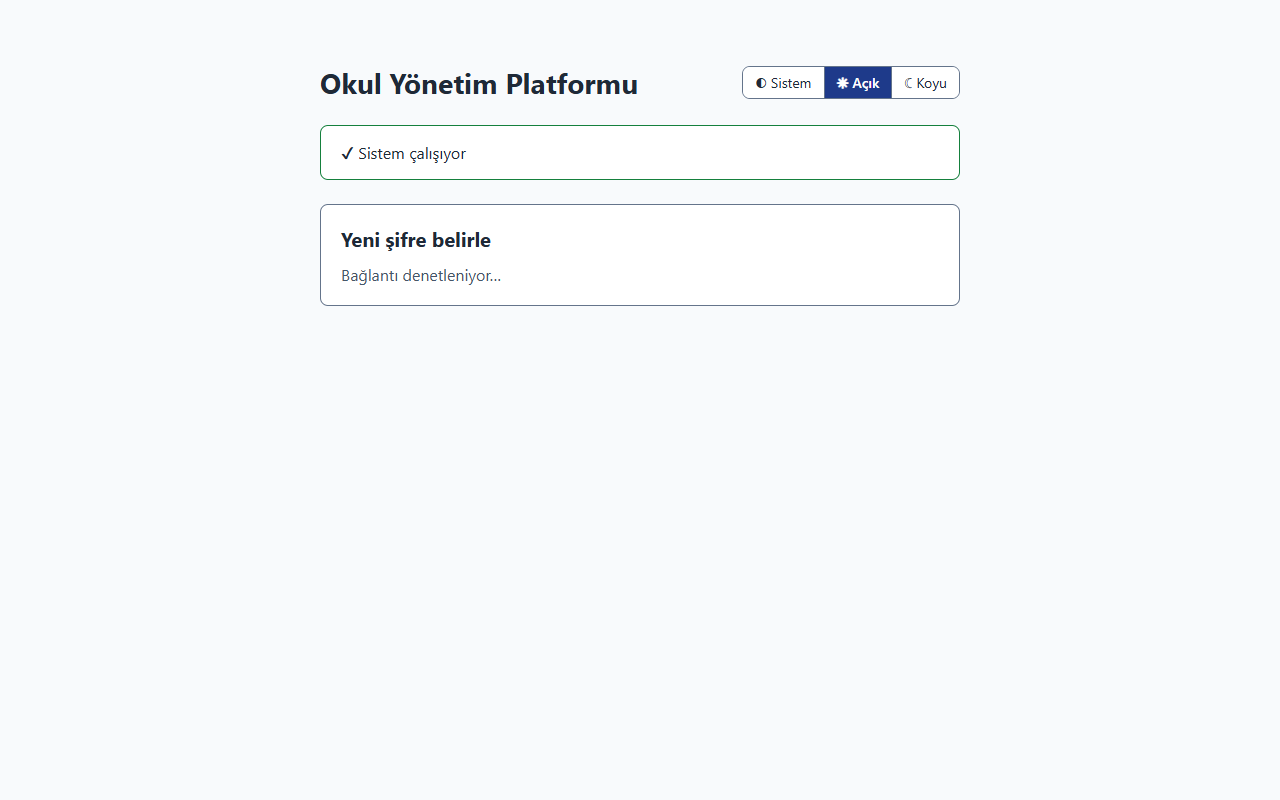 Okul Yönetim Platformu
◐ Sistem
❋ Açık
☾ Koyu
✓ Sistem çalışıyor
Yeni şifre belirle
Bağlantı denetleniyor…